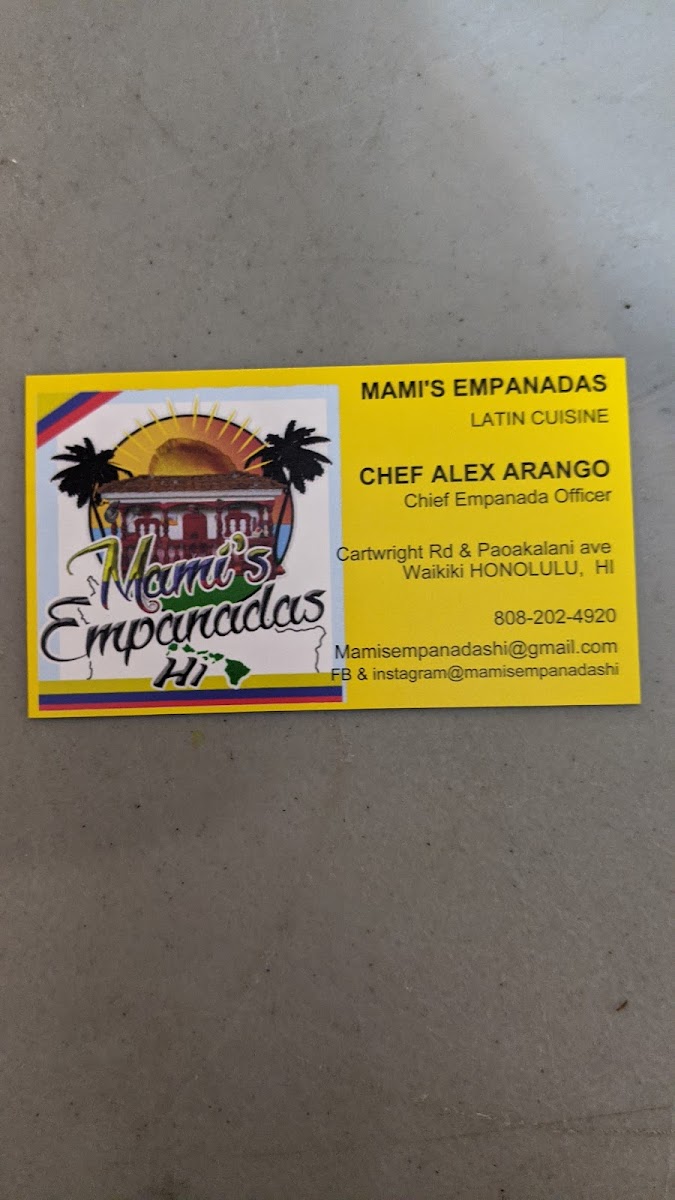 Mami's
Empanadas
Hi
MAMI'S EMPANADAS
LATIN CUISINE
CHEF ALEX ARANGO
Chief Empanada Officer
Cartwright Rd & Paoakalani ave
Waikiki HONOLULU, HI
808-202-4920
Mamisempanadashi@gmail.com
FB & instagram@mamisempanadashi